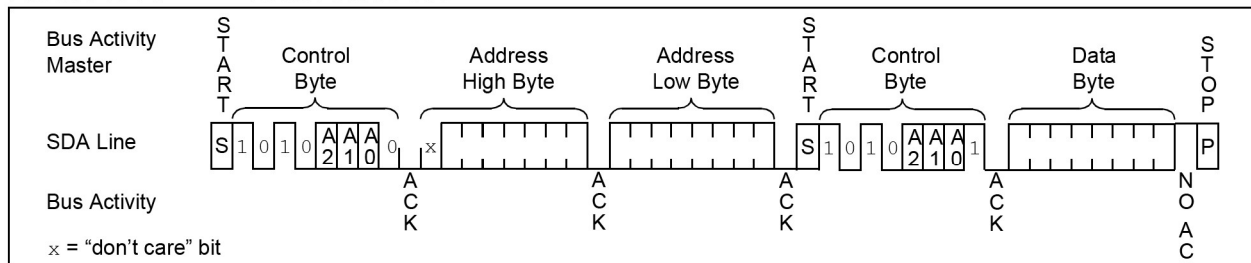 Bus Activity
Master
START
Control
Byte
Address
High Byte
Address
Low Byte
START
Control
Byte
Data
Byte
STOP
SDA Line
S 1 0 1 0 A2 A1 A0 0 x S 1 0 1 0 A2 A1 A0 1 P
Bus Activity
ACK
ACK
ACK
ACK
NO AC
x = “don’t care” bit